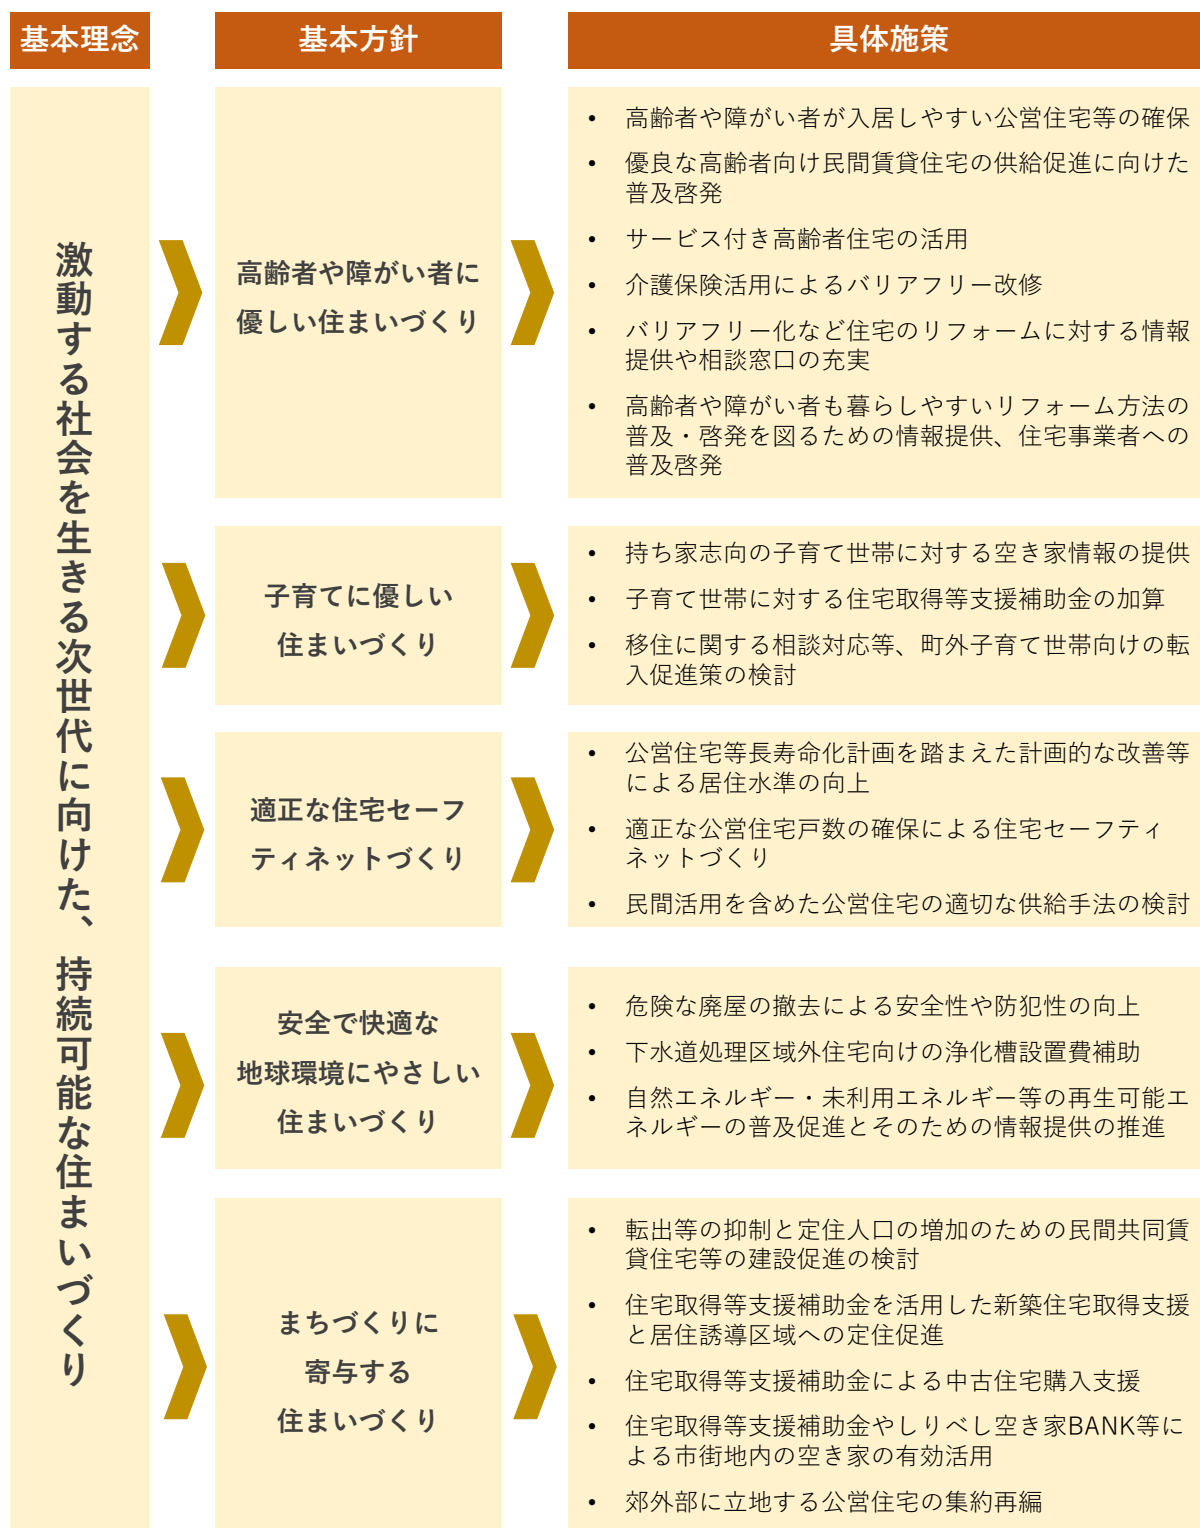 基本理念
基本方針
具体施策
激動する社会を生きる次世代に向けた、持続可能な住まいづくり
高齢者や障がい者に
優しい住まいづくり
• 高齢者や障がい者が入居しやすい公営住宅等の確保
• 優良な高齢者向け民間賃貸住宅の供給促進に向けた
普及啓発
• サービス付き高齢者住宅の活用
• 介護保険活用によるバリアフリー改修
• バリアフリー化など住宅のリフォームに対する情報
提供や相談窓口の充実
• 高齢者や障がい者も暮らしやすいリフォーム方法の
普及・啓発を図るための情報提供、住宅事業者への
普及啓発
子育てに優しい
住まいづくり
• 持ち家志向の子育て世帯に対する空き家情報の提供
• 子育て世帯に対する住宅取得等支援補助金の加算
• 移住に関する相談対応等、町外子育て世帯向けの転
入促進策の検討
適正な住宅セーフ
ティネットづくり
• 公営住宅等長寿命化計画を踏まえた計画的な改善等
による居住水準の向上
• 適正な公営住宅戸数の確保による住宅セーフティ
ネットづくり
• 民間活用を含めた公営住宅の適切な供給手法の検討
安全で快適な
地球環境にやさしい
住まいづくり
• 危険な廃屋の撤去による安全性や防犯性の向上
• 下水道処理区域外住宅向けの浄化槽設置費補助
• 自然エネルギー・未利用エネルギー等の再生可能エ
ネルギーの普及促進とそのための情報提供の推進
まちづくりに
寄与する
住まいづくり
• 転出等の抑制と定住人口の増加のための民間共同賃
貸住宅等の建設促進の検討
• 住宅取得等支援補助金を活用した新築住宅取得支援
と居住誘導区域への定住促進
• 住宅取得等支援補助金による中古住宅購入支援
• 住宅取得等支援補助金やしりべし空き家BANK等に
よる市街地内の空き家の有効活用
• 郊外部に立地する公営住宅の集約再編